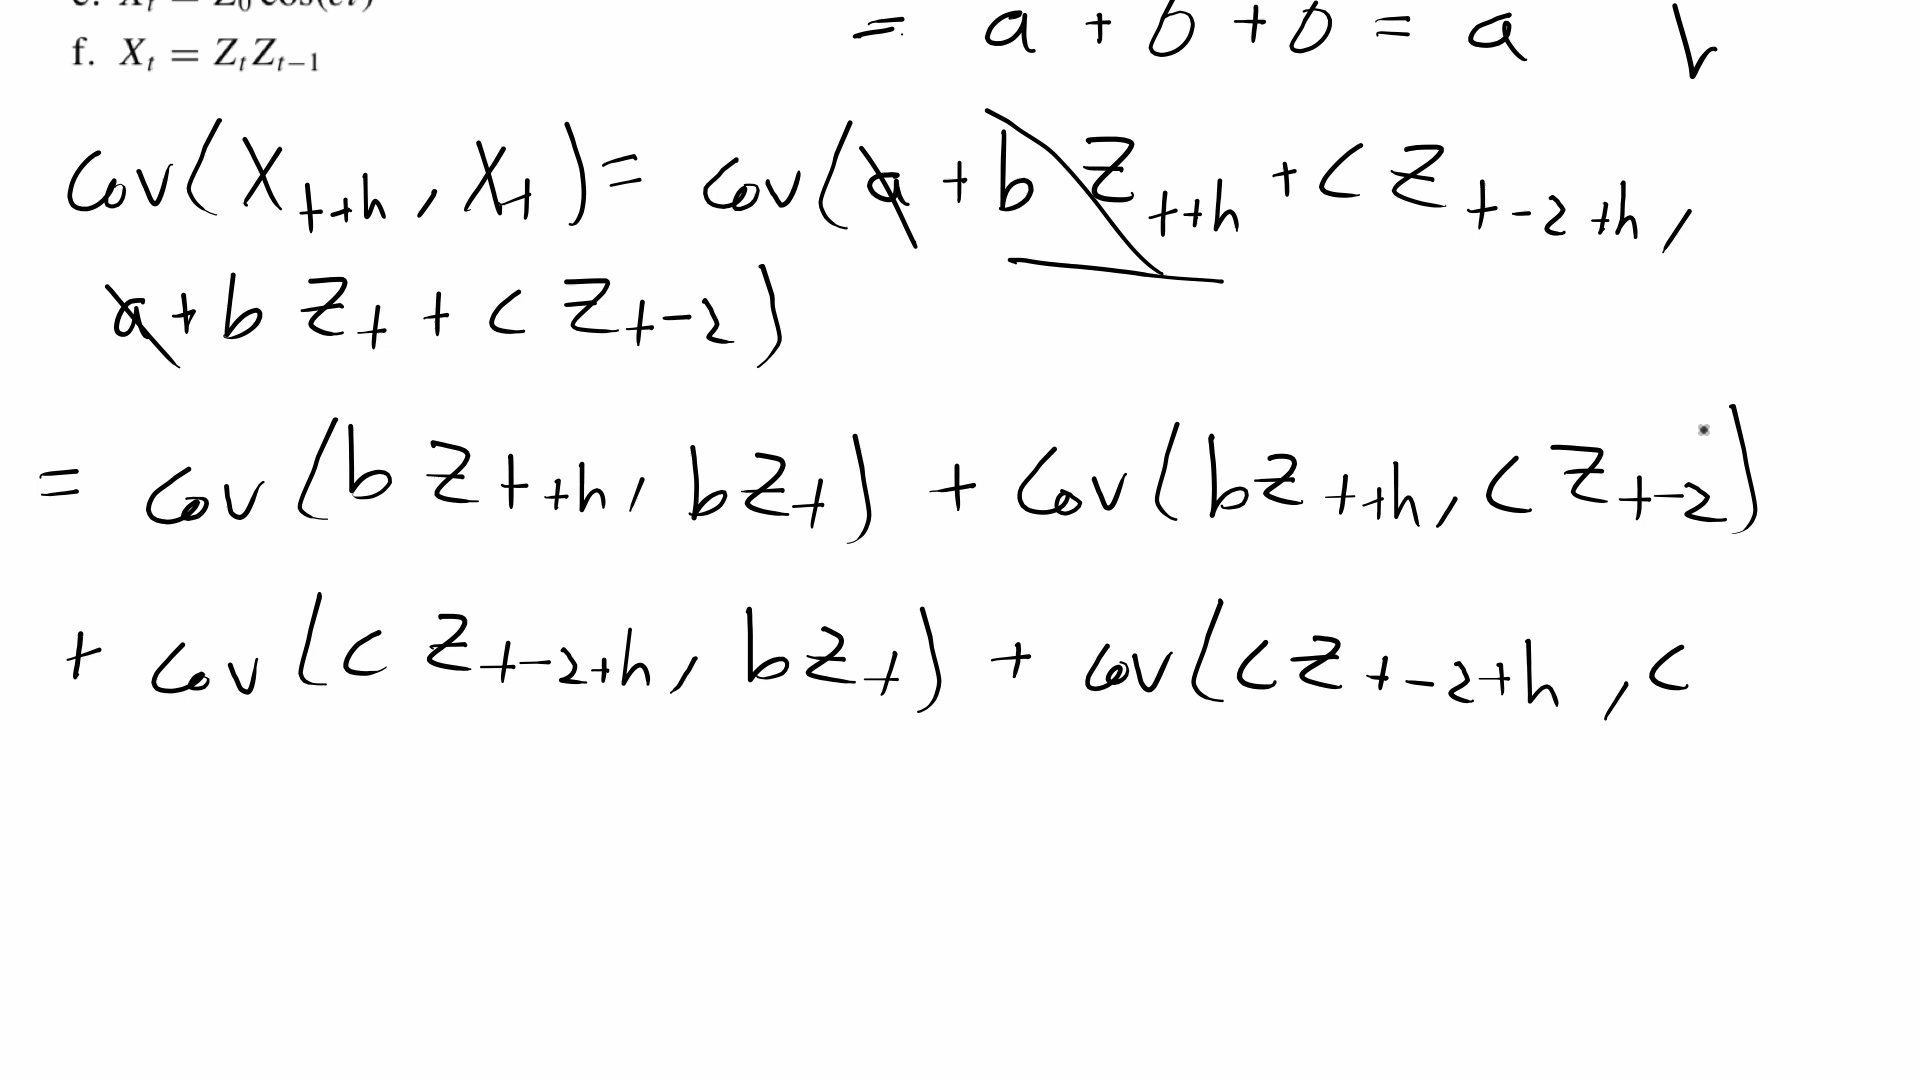 f. X_t = Z_t Z_{t-1}
= a + 0 + 0 = a
Cov(X_{t+h}, X_t) = Cov(a + b Z_{t+h} + c Z_{t-2+h},
a + b Z_t + c Z_{t-2})
= Cov(b Z_{t+h}, b Z_t) + Cov(b Z_{t+h}, c Z_{t-2})
+ Cov(c Z_{t-2+h}, b Z_t) + Cov(c Z_{t-2+h}, c